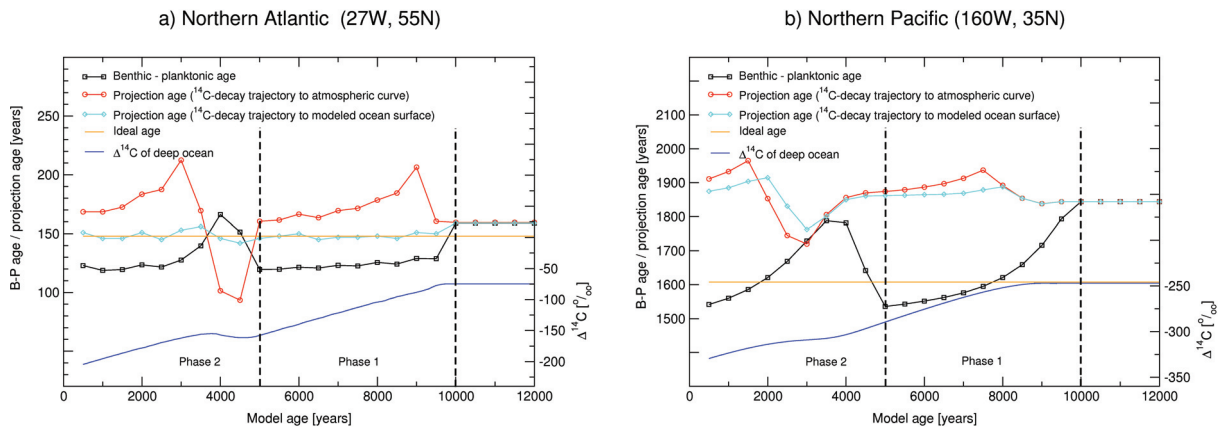 a) Northern Atlantic (27W, 55N)
Benthic - planktonic age
Projection age (¹⁴C-decay trajectory to atmospheric curve)
Projection age (¹⁴C-decay trajectory to modeled ocean surface)
Ideal age
Δ¹⁴C of deep ocean
B-P age / projection age [years]
250
200
150
100
-50
-100
-150
-200
Δ¹⁴C [o/oo]
Phase 2
Phase 1
0 2000 4000 6000 8000 10000 12000
Model age [years]
b) Northern Pacific (160W, 35N)
Benthic - planktonic age
Projection age (¹⁴C-decay trajectory to atmospheric curve)
Projection age (¹⁴C-decay trajectory to modeled ocean surface)
Ideal age
Δ¹⁴C of deep ocean
B-P age / projection age [years]
2100
2000
1900
1800
1700
1600
1500
-250
-300
-350
Δ¹⁴C [o/oo]
Phase 2
Phase 1
0 2000 4000 6000 8000 10000 12000
Model age [years]